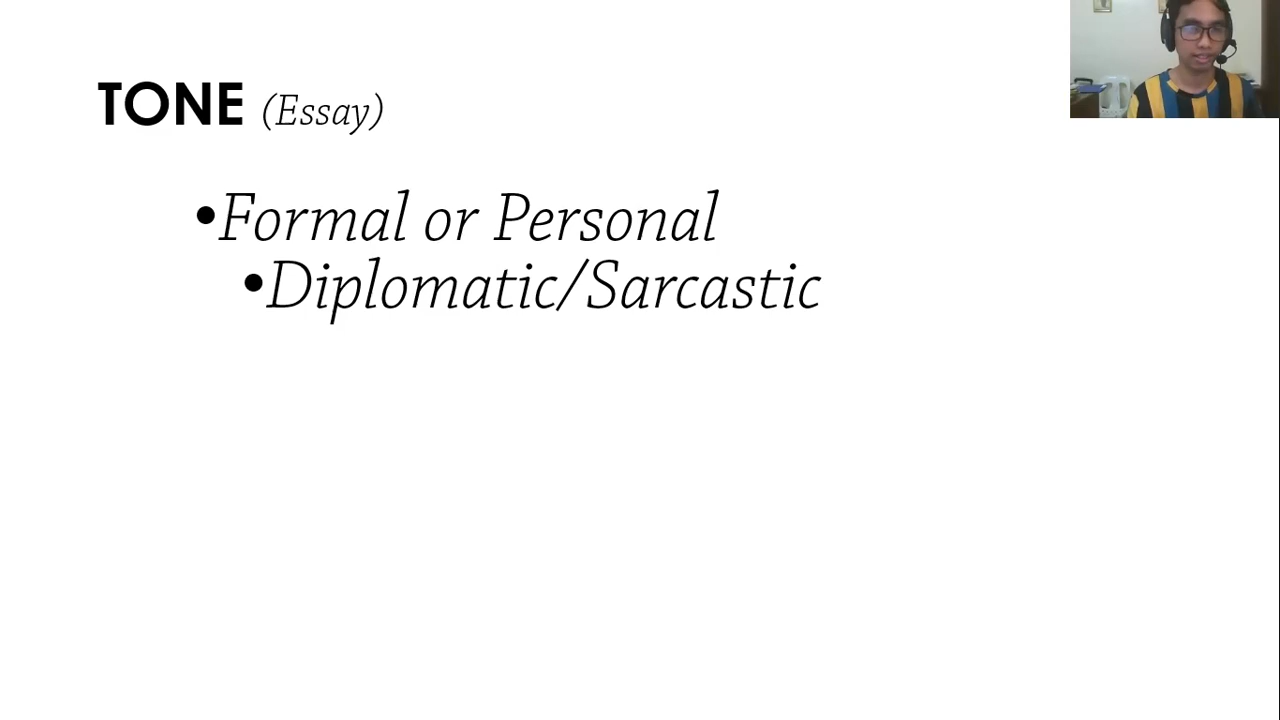 TONE (Essay)
•Formal or Personal
•Diplomatic/Sarcastic